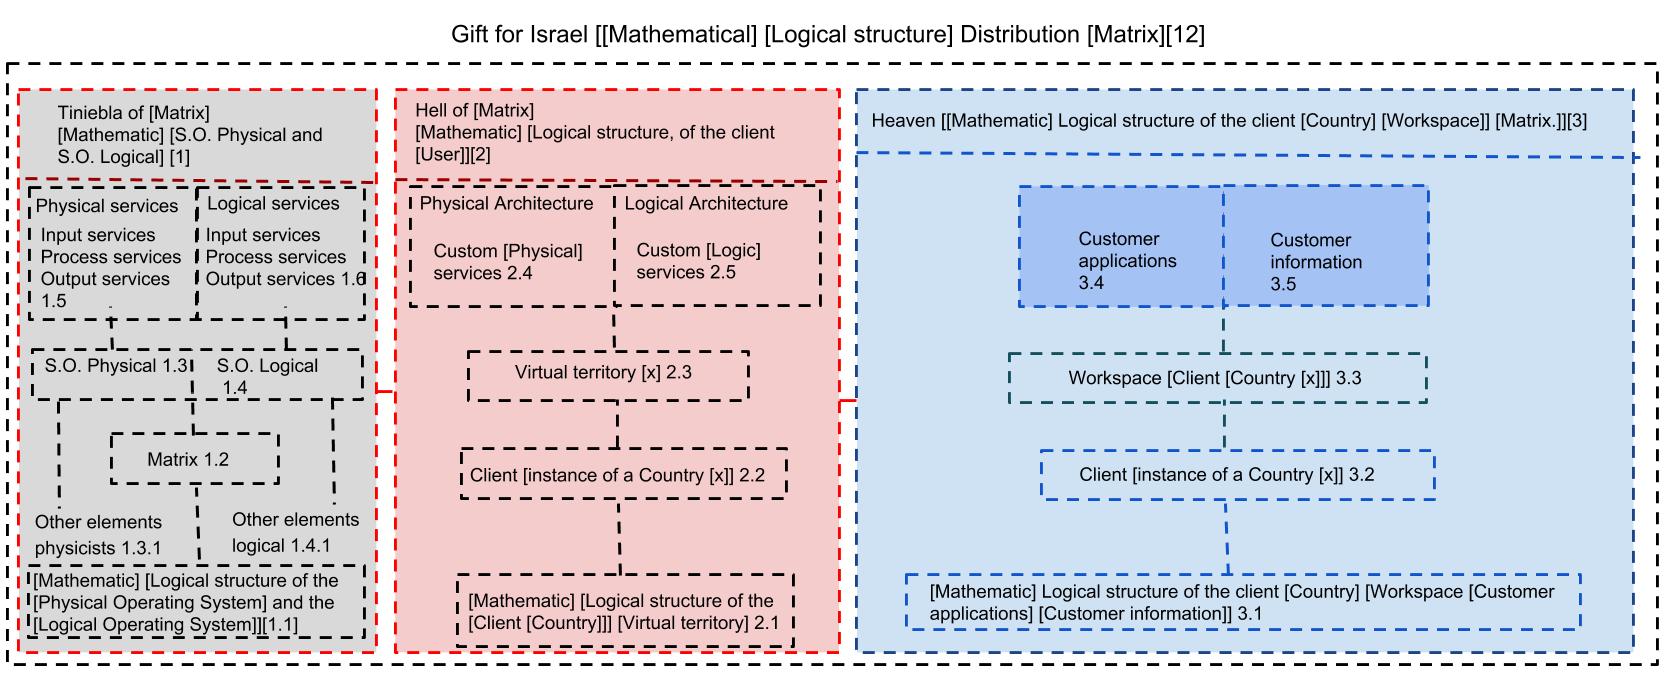 Gift for Israel [[Mathematical] [Logical structure] Distribution [Matrix][12]
Tiniebla of [Matrix]
[Mathematic] [S.O. Physical and
S.O. Logical] [1]
Physical services
Input services
Process services
Output services
1.5
Logical services
Input services
Process services
Output services 1.6
S.O. Physical 1.3
S.O. Logical
1.4
Matrix 1.2
Other elements
physicists 1.3.1
Other elements
logical 1.4.1
[Mathematic] [Logical structure of the
[Physical Operating System] and the
[Logical Operating System]][1.1]
Hell of [Matrix]
[Mathematic] [Logical structure, of the client
[User]][2]
Physical Architecture
Custom [Physical]
services 2.4
Logical Architecture
Custom [Logic]
services 2.5
Virtual territory [x] 2.3
Client [instance of a Country [x]] 2.2
[Mathematic] [Logical structure of the
[Client [Country]]] [Virtual territory] 2.1
Heaven [[Mathematic] Logical structure of the client [Country] [Workspace]] [Matrix.]][3]
Customer
applications
3.4
Customer
information
3.5
Workspace [Client [Country [x]]] 3.3
Client [instance of a Country [x]] 3.2
[Mathematic] Logical structure of the client [Country] [Workspace [Customer
applications] [Customer information]] 3.1